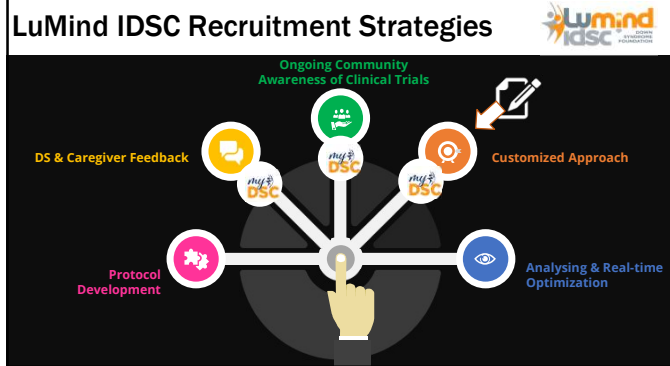 LuMind IDSC Recruitment Strategies
Lumind
IDSC
DOWN
SYNDROME
FOUNDATION
Ongoing Community
Awareness of Clinical Trials
DS & Caregiver Feedback
Customized Approach
my
DSC
my
DSC
my
DSC
Protocol
Development
Analysing & Real-time
Optimization